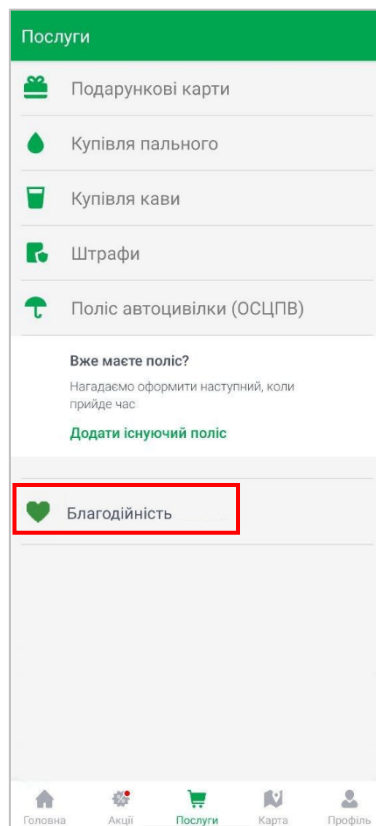 Послуги
Подарункові карти
Купівля пального
Купівля кави
Штрафи
Поліс автоцивілки (ОСЦПВ)
Вже маєте поліс?
Нагадаємо оформити наступний, коли
прийде час
Додати існуючий поліс
Благодійність
Головна Акції Послуги Карта Профіль